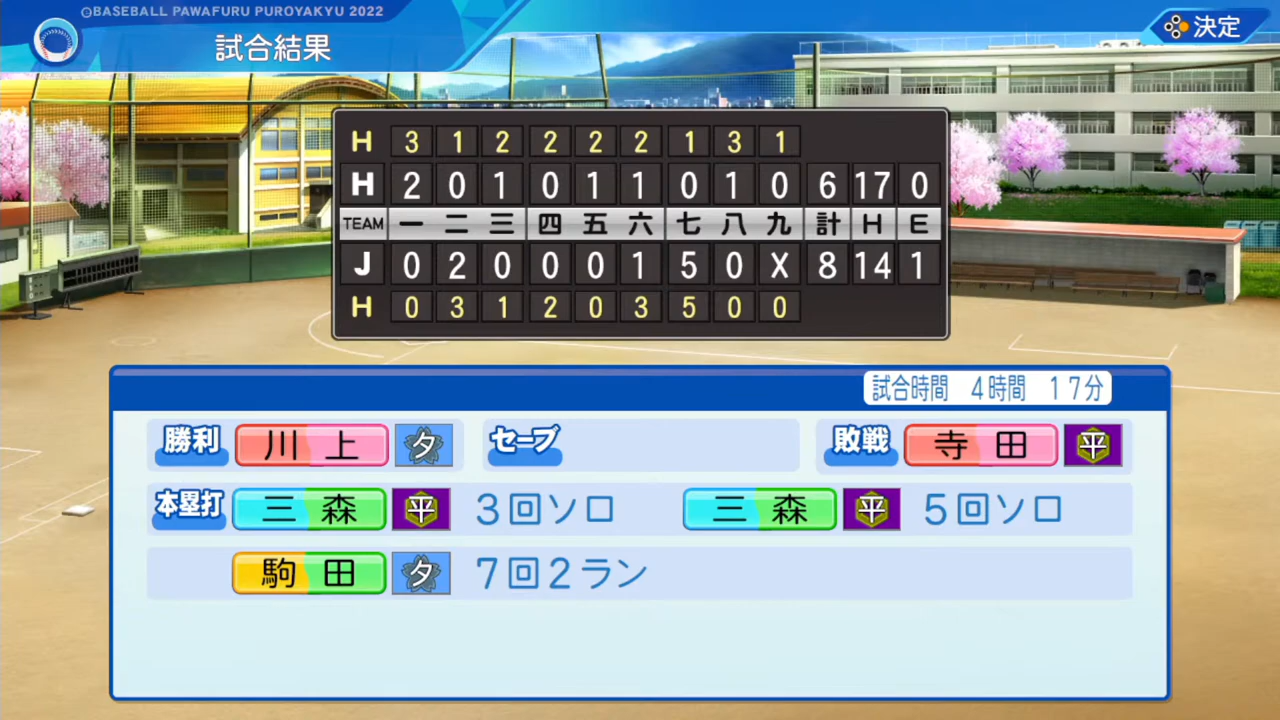 ©BASEBALL PAWAFURU PUROYAKYU 2022
試合結果
決定
H 3 1 2 2 2 2 1 3 1
H 2 0 1 0 1 1 0 1 0 6 17 0
TEAM 一 二 三 四 五 六 七 八 九 計 H E
J 0 2 0 0 0 1 5 0 X 8 14 1
H 0 3 1 2 0 3 5 0 0
試合時間 4時間 17分
勝利 川上 夕 セーブ 敗戦 寺田 平
本塁打 三森 平 3回ソロ 三森 平 5回ソロ
駒田 夕 7回2ラン